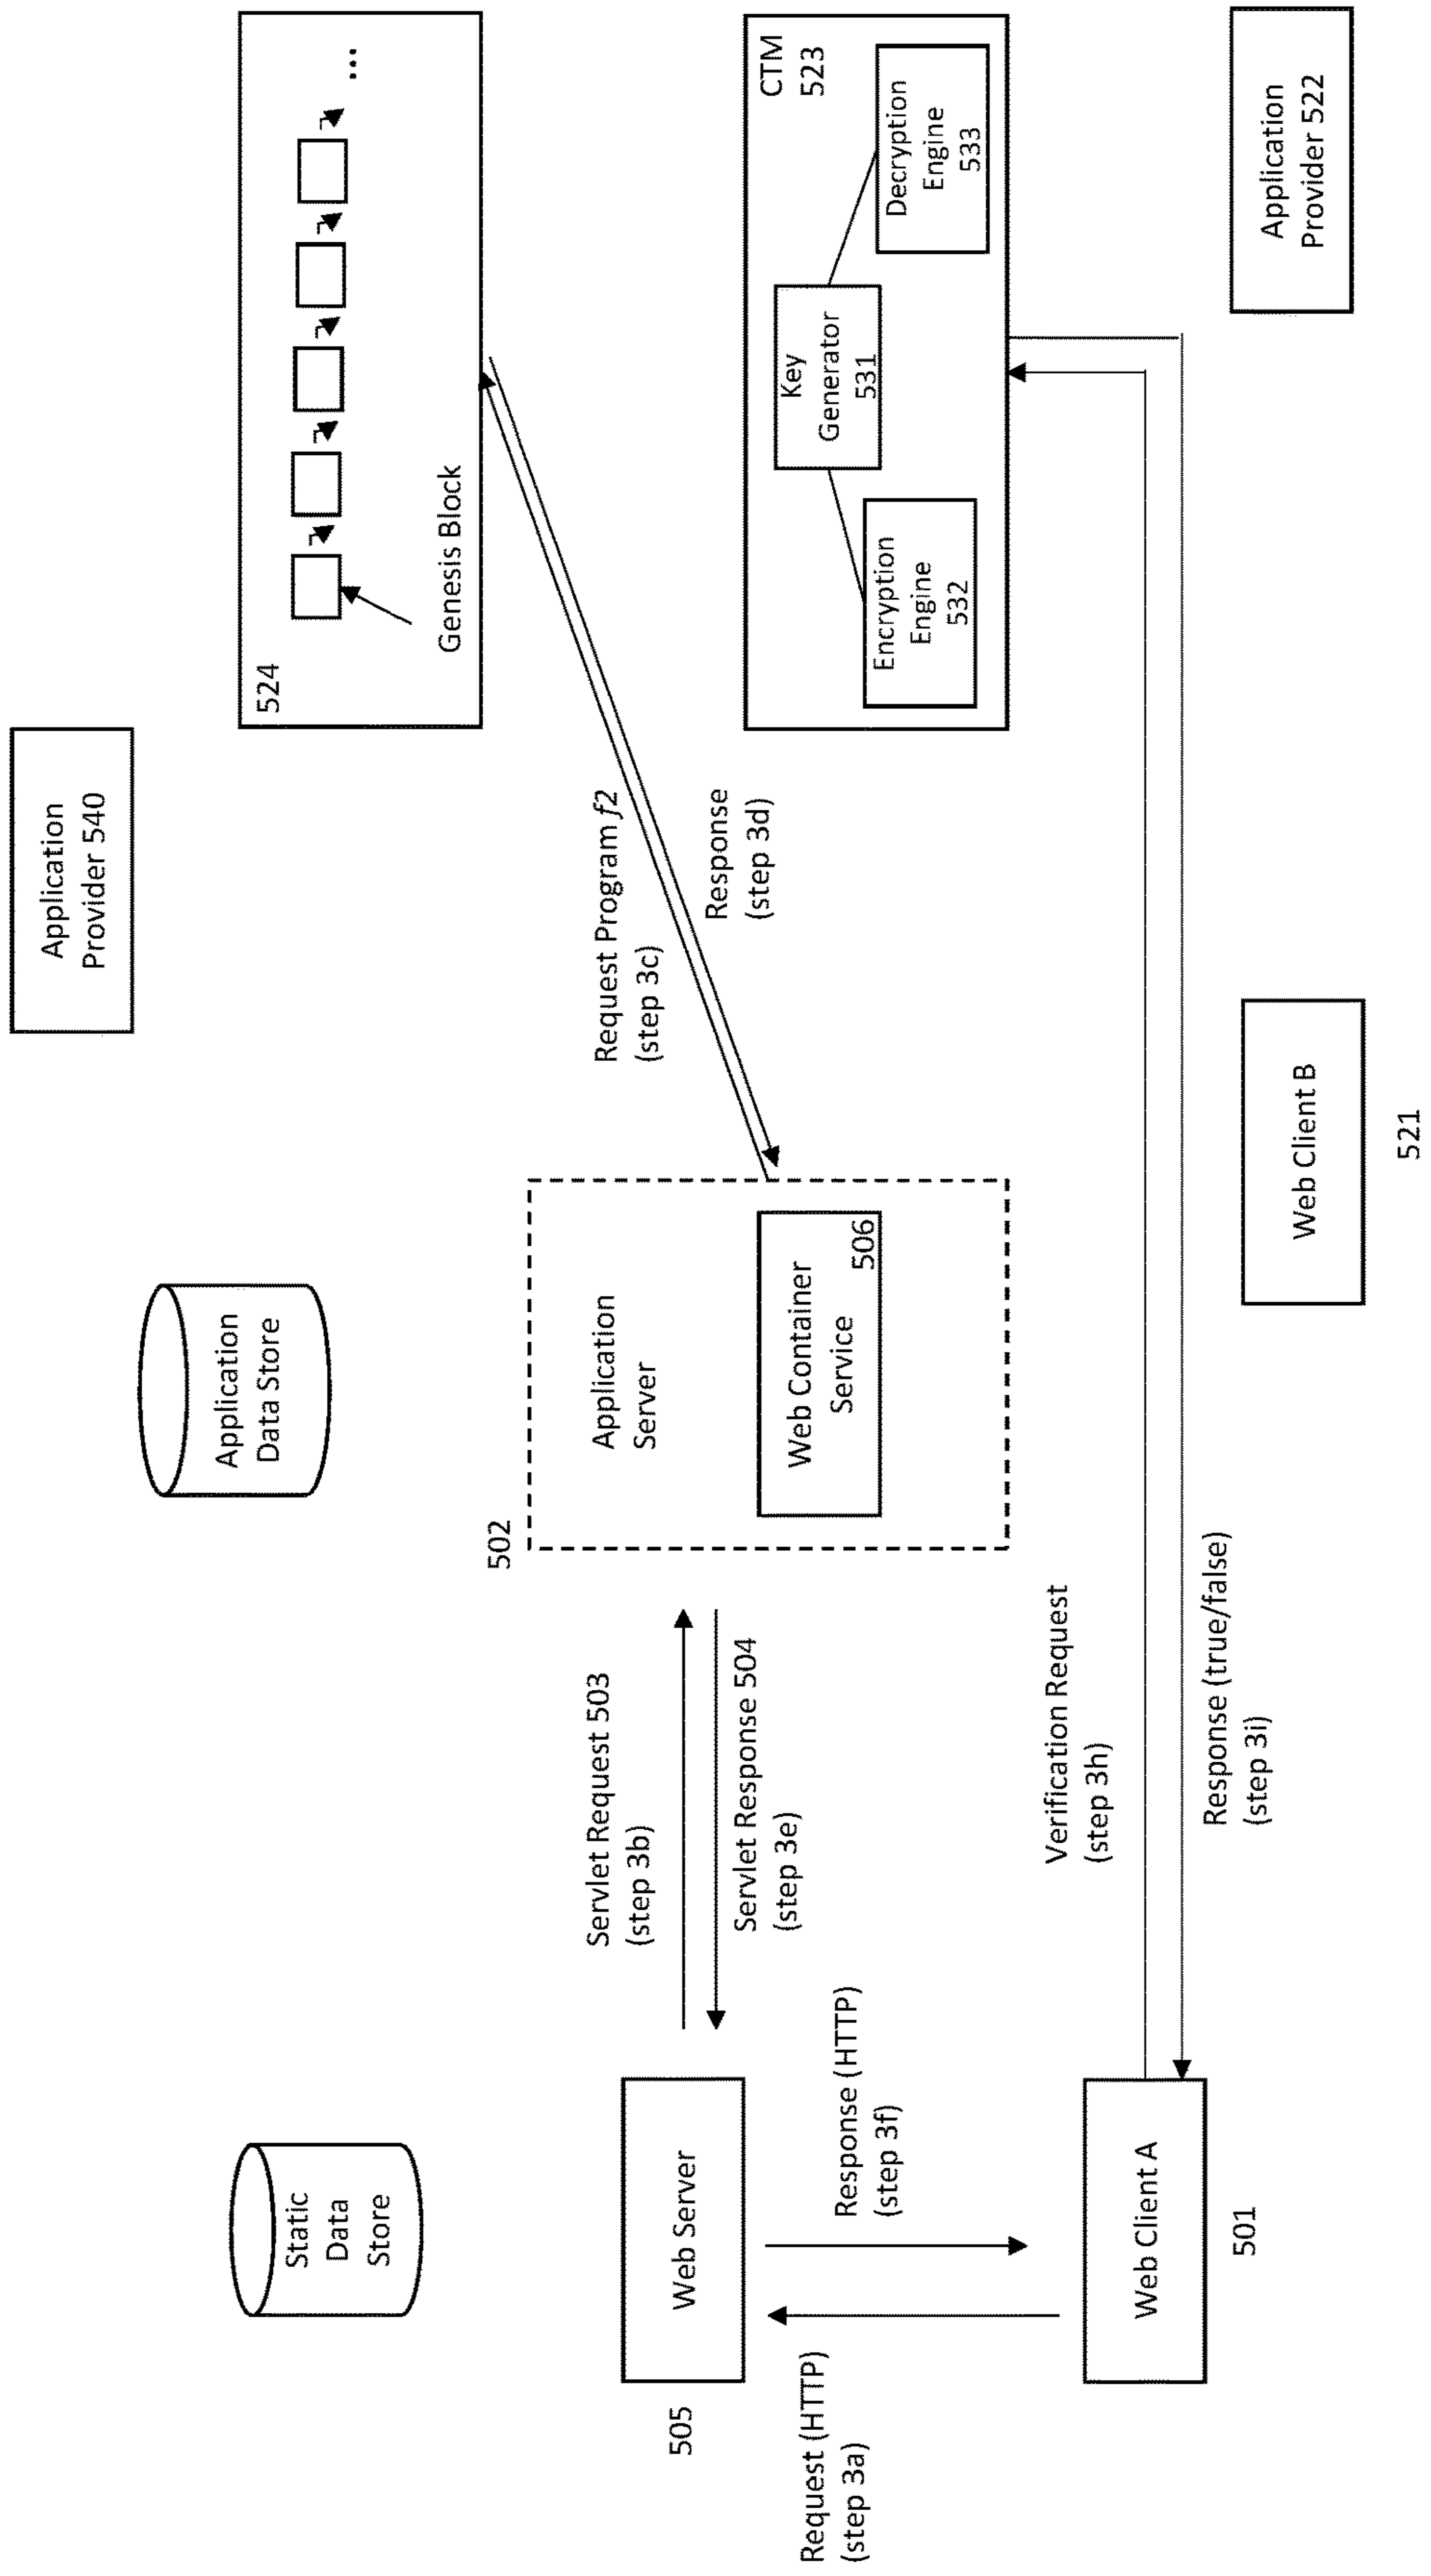 Application
Provider 540
524
Genesis Block
...
CTM
523
Key
Generator
531
Encryption
Engine
532
Decryption
Engine
533
Application
Provider 522
Request Program f2
(step 3c)
Response
(step 3d)
Application
Data Store
502
Application
Server
Web Container
Service
506
Web Client B
521
Servlet Request 503
(step 3b)
Servlet Response 504
(step 3e)
Verification Request
(step 3h)
Response (true/false)
(step 3i)
Static
Data
Store
Web Server
505
Response (HTTP)
(step 3f)
Request (HTTP)
(step 3a)
Web Client A
501